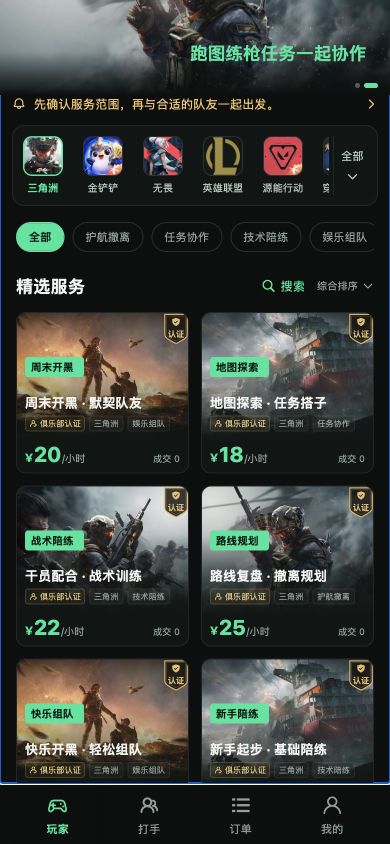 跑图练枪任务一起协作
先确认服务范围，再与合适的队友一起出发。
三角洲 金铲铲 无畏 英雄联盟 源能行动 全部
全部 护航撤离 任务协作 技术陪练 娱乐组队
精选服务 搜索 综合排序
认证 认证
周末开黑 地图探索
周末开黑 · 默契队友 地图探索 · 任务搭子
俱乐部认证 三角洲 娱乐组队 俱乐部认证 三角洲 任务协作
¥20/小时 成交 0 ¥18/小时 成交 0
认证 认证
战术陪练 路线规划
干员配合 · 战术训练 路线复盘 · 撤离规划
俱乐部认证 三角洲 技术陪练 俱乐部认证 三角洲 护航撤离
¥22/小时 成交 0 ¥25/小时 成交 0
认证 认证
快乐组队 新手陪练
快乐开黑 · 轻松组队 新手起步 · 基础陪练
俱乐部认证 三角洲 娱乐组队 俱乐部认证 三角洲 技术陪练
玩家 打手 订单 我的